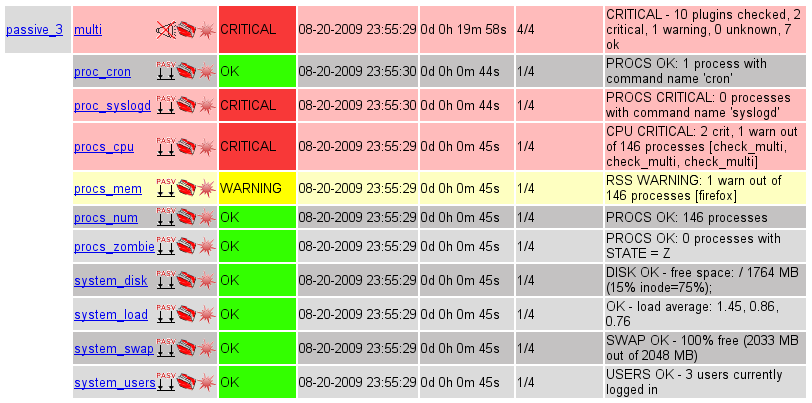 passive_3 multi CRITICAL 08-20-2009 23:55:29 0d 0h 19m 58s 4/4 CRITICAL - 10 plugins checked, 2
critical, 1 warning, 0 unknown, 7
ok
proc_cron PASV OK 08-20-2009 23:55:30 0d 0h 0m 44s 1/4 PROCS OK: 1 process with
command name 'cron'
proc_syslogd PASV CRITICAL 08-20-2009 23:55:30 0d 0h 0m 44s 1/4 PROCS CRITICAL: 0 processes
with command name 'syslogd'
procs_cpu PASV CRITICAL 08-20-2009 23:55:29 0d 0h 0m 45s 1/4 CPU CRITICAL: 2 crit, 1 warn out
of 146 processes [check_multi,
check_multi, check_multi]
procs_mem PASV WARNING 08-20-2009 23:55:29 0d 0h 0m 45s 1/4 RSS WARNING: 1 warn out of
146 processes [firefox]
procs_num PASV OK 08-20-2009 23:55:29 0d 0h 0m 45s 1/4 PROCS OK: 146 processes
procs_zombie PASV OK 08-20-2009 23:55:29 0d 0h 0m 45s 1/4 PROCS OK: 0 processes with
STATE = Z
system_disk PASV OK 08-20-2009 23:55:29 0d 0h 0m 45s 1/4 DISK OK - free space: / 1764 MB
(15% inode=75%);
system_load PASV OK 08-20-2009 23:55:29 0d 0h 0m 45s 1/4 OK - load average: 1.45, 0.86,
0.76
system_swap PASV OK 08-20-2009 23:55:29 0d 0h 0m 45s 1/4 SWAP OK - 100% free (2033 MB
out of 2048 MB)
system_users PASV OK 08-20-2009 23:55:29 0d 0h 0m 45s 1/4 USERS OK - 3 users currently
logged in